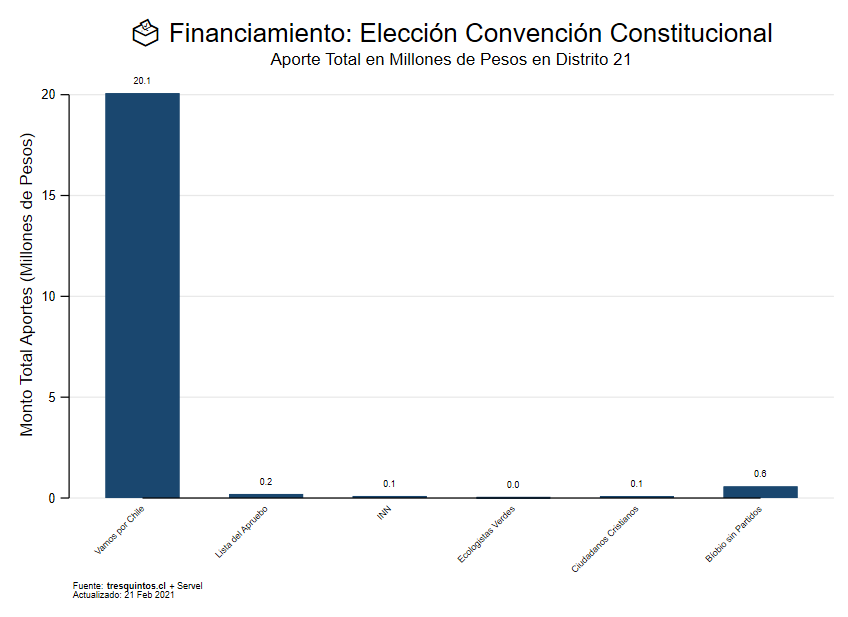 Financiamiento: Elección Convención Constitucional
Aporte Total en Millones de Pesos en Distrito 21
Monto Total Aportes (Millones de Pesos)
20
15
10
5
0
20.1
0.2
0.1
0.0
0.1
0.6
Vamos por Chile
Lista del Apruebo
INN
Ecologistas Verdes
Ciudadanos Cristianos
Biobio sin Partidos
Fuente: tresquintos.cl + Servel
Actualizado: 21 Feb 2021